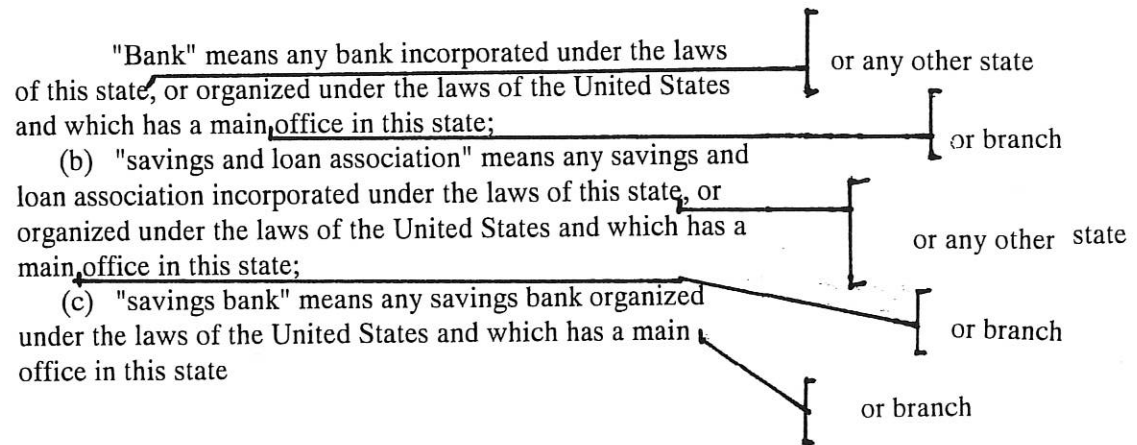 "Bank" means any bank incorporated under the laws
or any other state
of this state, or organized under the laws of the United States
and which has a main office in this state;
or branch
(b) "savings and loan association" means any savings and
loan association incorporated under the laws of this state, or
organized under the laws of the United States and which has a
or any other state
main office in this state;
(c) "savings bank" means any savings bank organized
under the laws of the United States and which has a main
or branch
office in this state
or branch